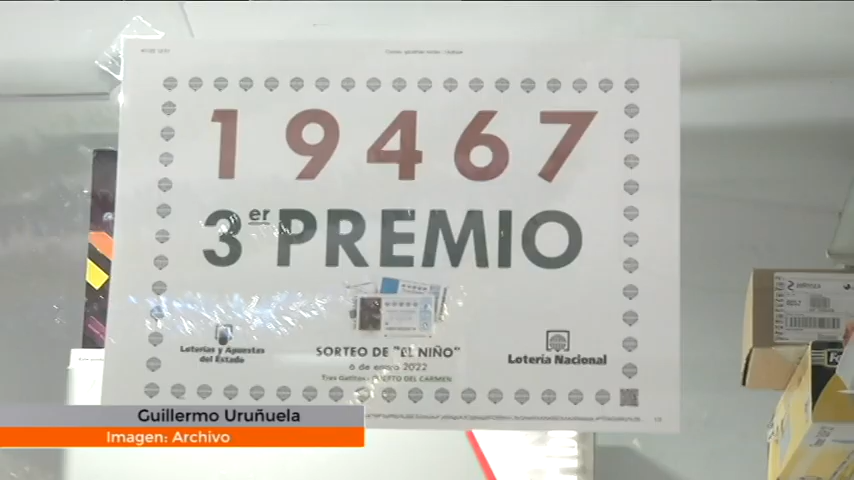 19467
3er PREMIO
Loterías y Apuestas
del Estado
SORTEO DE "EL NIÑO"
6 de enero 2022
Lotería Nacional
Guillermo Uruñuela
Imagen: Archivo